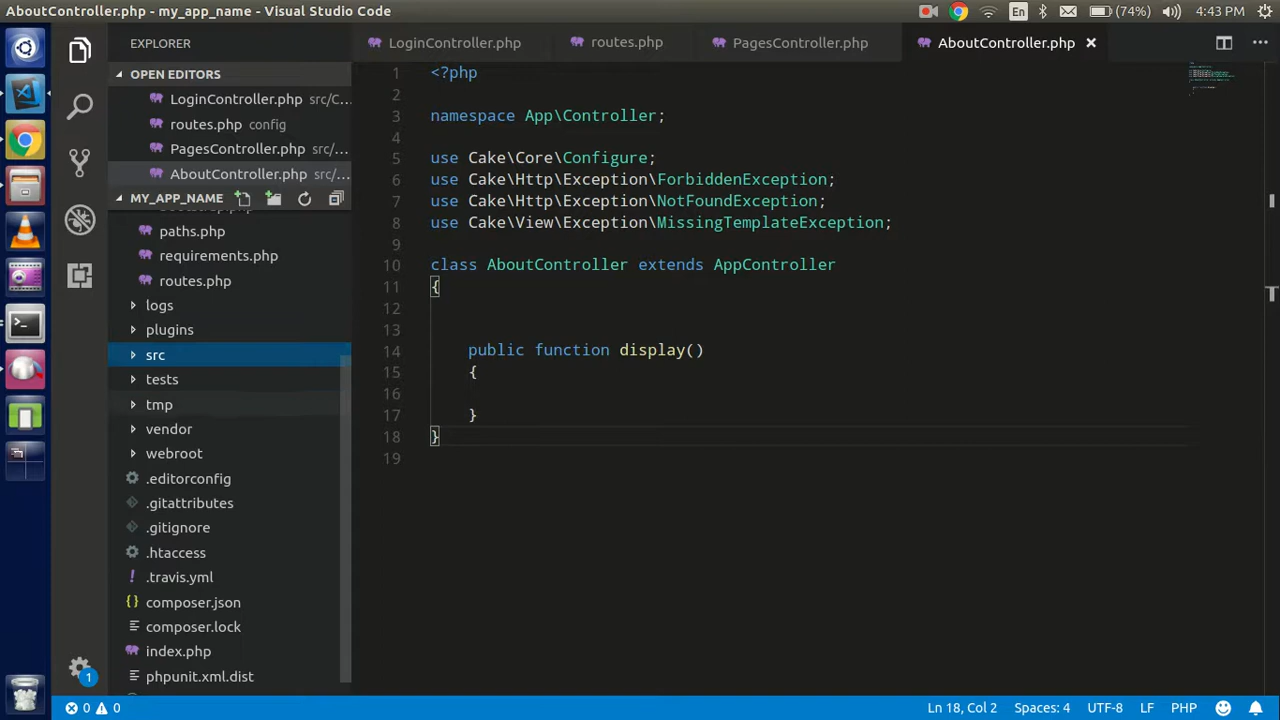 AboutController.php - my_app_name - Visual Studio Code
En
(74%)
4:43 PM
EXPLORER
OPEN EDITORS
LoginController.php src/C...
routes.php config
PagesController.php src/...
AboutController.php src/...
MY_APP_NAME
paths.php
requirements.php
routes.php
logs
plugins
src
tests
tmp
vendor
webroot
.editorconfig
.gitattributes
.gitignore
.htaccess
.travis.yml
composer.json
composer.lock
index.php
phpunit.xml.dist
1
LoginController.php
routes.php
PagesController.php
AboutController.php
1 <?php
2
3 namespace App\Controller;
4
5 use Cake\Core\Configure;
6 use Cake\Http\Exception\ForbiddenException;
7 use Cake\Http\Exception\NotFoundException;
8 use Cake\View\Exception\MissingTemplateException;
9
10 class AboutController extends AppController
11 {
12
13
14 public function display()
15 {
16
17 }
18 }
19
0 0
Ln 18, Col 2
Spaces: 4
UTF-8
LF
PHP